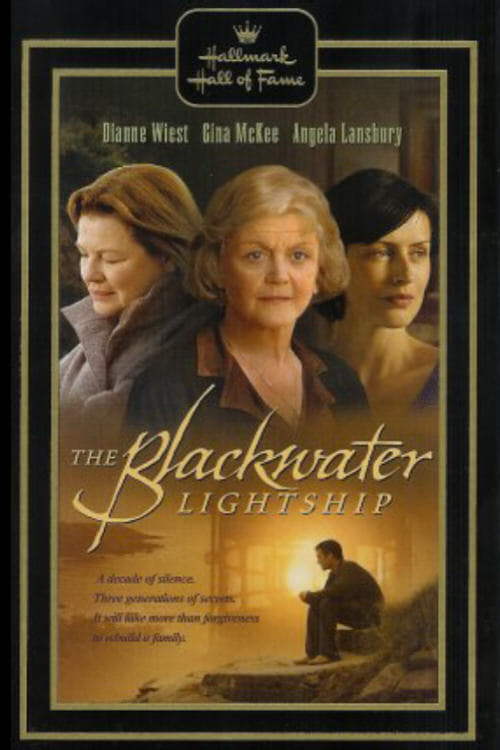 Hallmark
Hall of Fame
Dianne Wiest Gina McKee Angela Lansbury
THE Blackwater
LIGHTSHIP
A decade of silence.
Three generations of secrets.
It will take more than forgiveness
to rebuild a family.